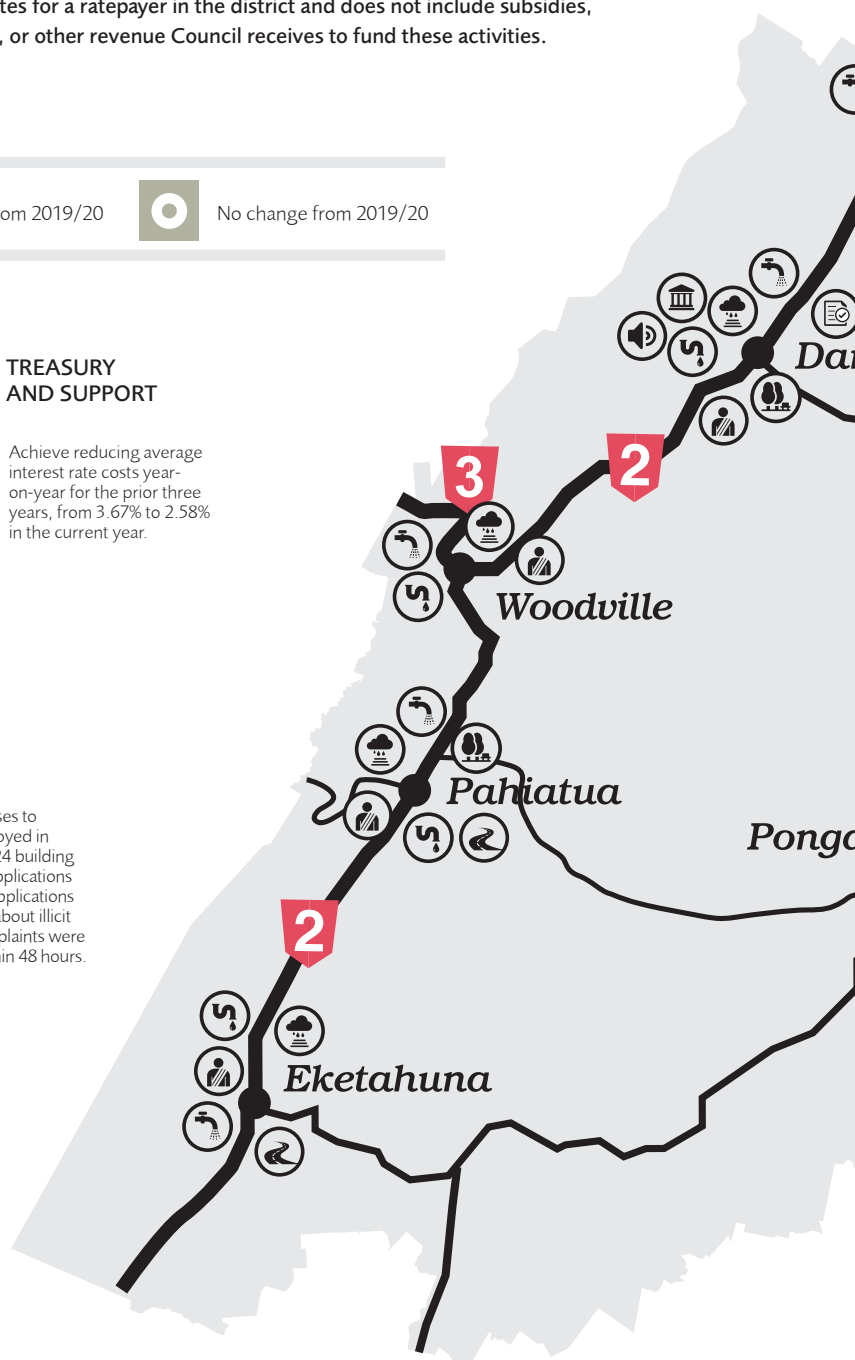 tes for a ratepayer in the district and does not include subsidies,
, or other revenue Council receives to fund these activities.
om 2019/20
No change from 2019/20
TREASURY
AND SUPPORT
Achieve reducing average
interest rate costs year-
on-year for the prior three
years, from 3.67% to 2.58%
in the current year.
Dan
3
2
Woodville
Pahiatua
Pongo
ses to
oyed in
24 building
pplications
pplications
about illicit
plaints were
in 48 hours.
2
Eketahuna